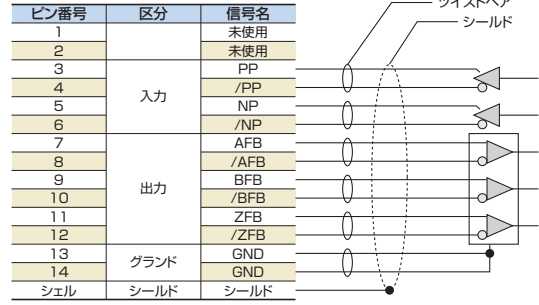 ツイストペア
シールド
ピン番号 区分 信号名
1 未使用
2 未使用
3 PP
4 /PP
入力
5 NP
6 /NP
7 AFB
8 /AFB
9 BFB
出力
10 /BFB
11 ZFB
12 /ZFB
13 GND
グランド
14 GND
シェル シールド シールド